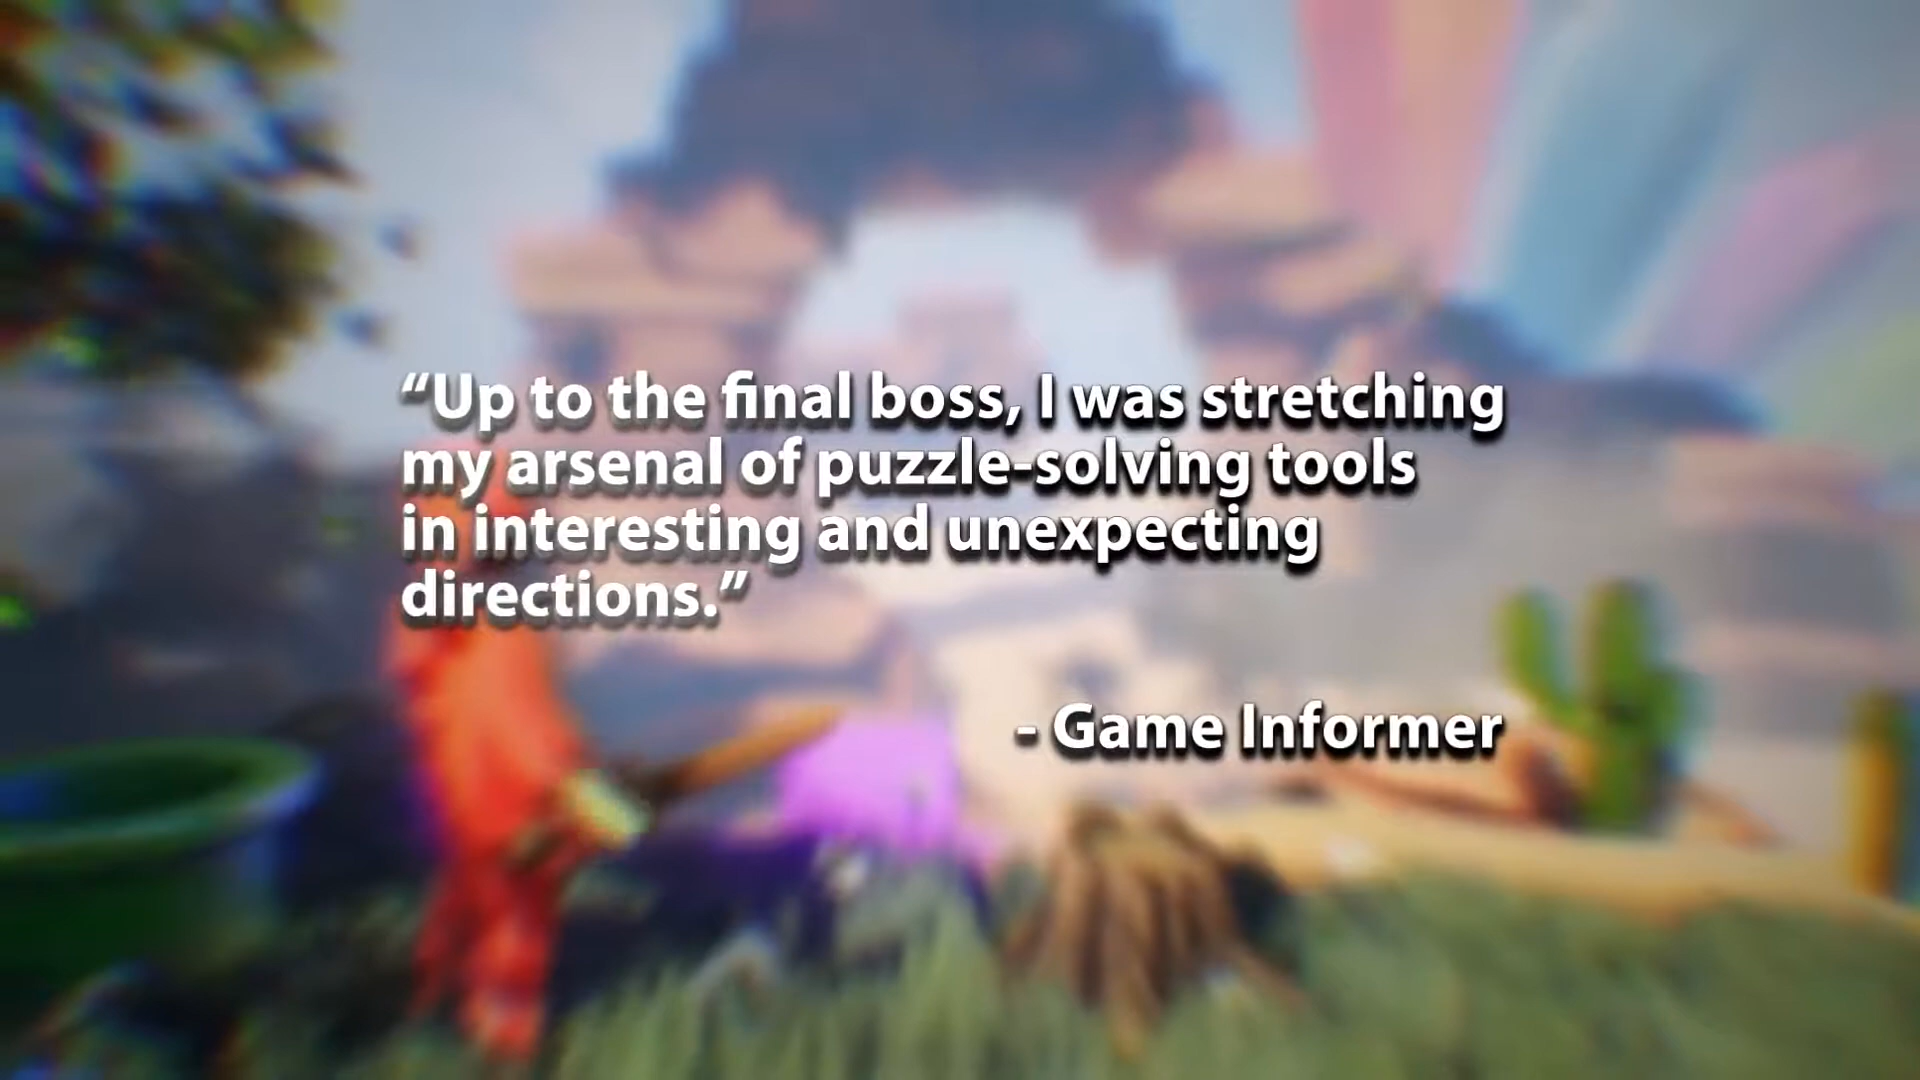 “Up to the final boss, I was stretching
my arsenal of puzzle-solving tools
in interesting and unexpecting
directions.”
- Game Informer